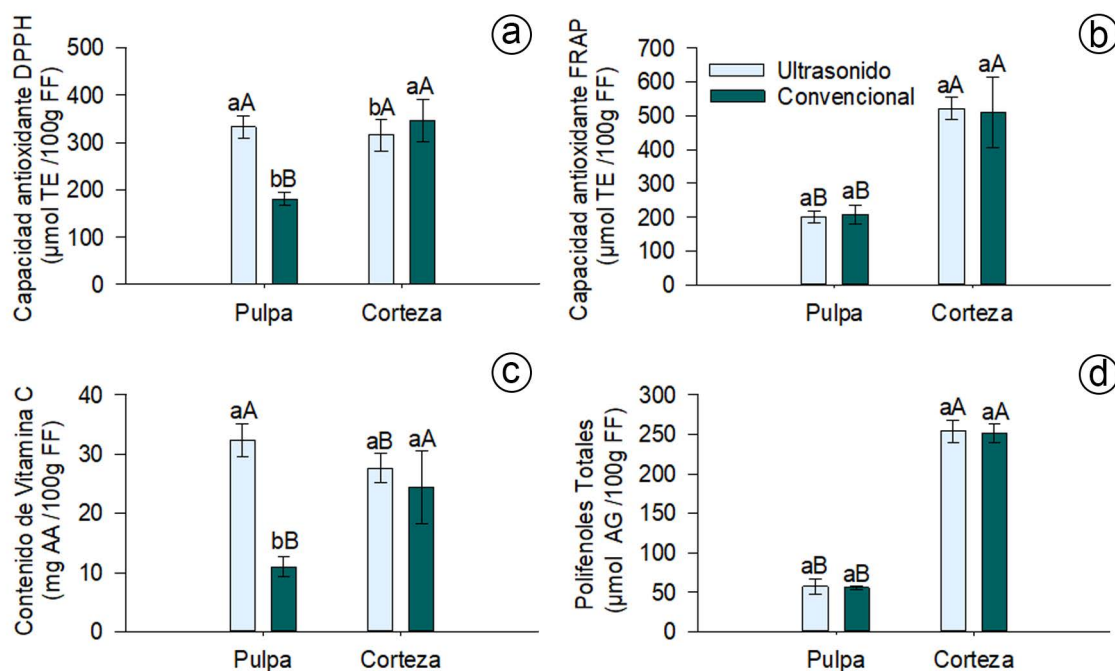 a
Capacidad antioxidante DPPH
(µmol TE /100g FF)
500
400
300
200
100
0
aA
bB
bA
aA
Pulpa
Corteza
b
Capacidad antioxidante FRAP
(µmol TE /100g FF)
700
600
500
400
300
200
100
0
Ultrasonido
Convencional
aB
aB
aA
aA
Pulpa
Corteza
c
Contenido de Vitamina C
(mg AA /100g FF)
40
30
20
10
0
aA
bB
aB
aA
Pulpa
Corteza
d
Polifenoles Totales
(µmol AG /100g FF)
300
250
200
150
100
50
0
aB
aB
aA
aA
Pulpa
Corteza